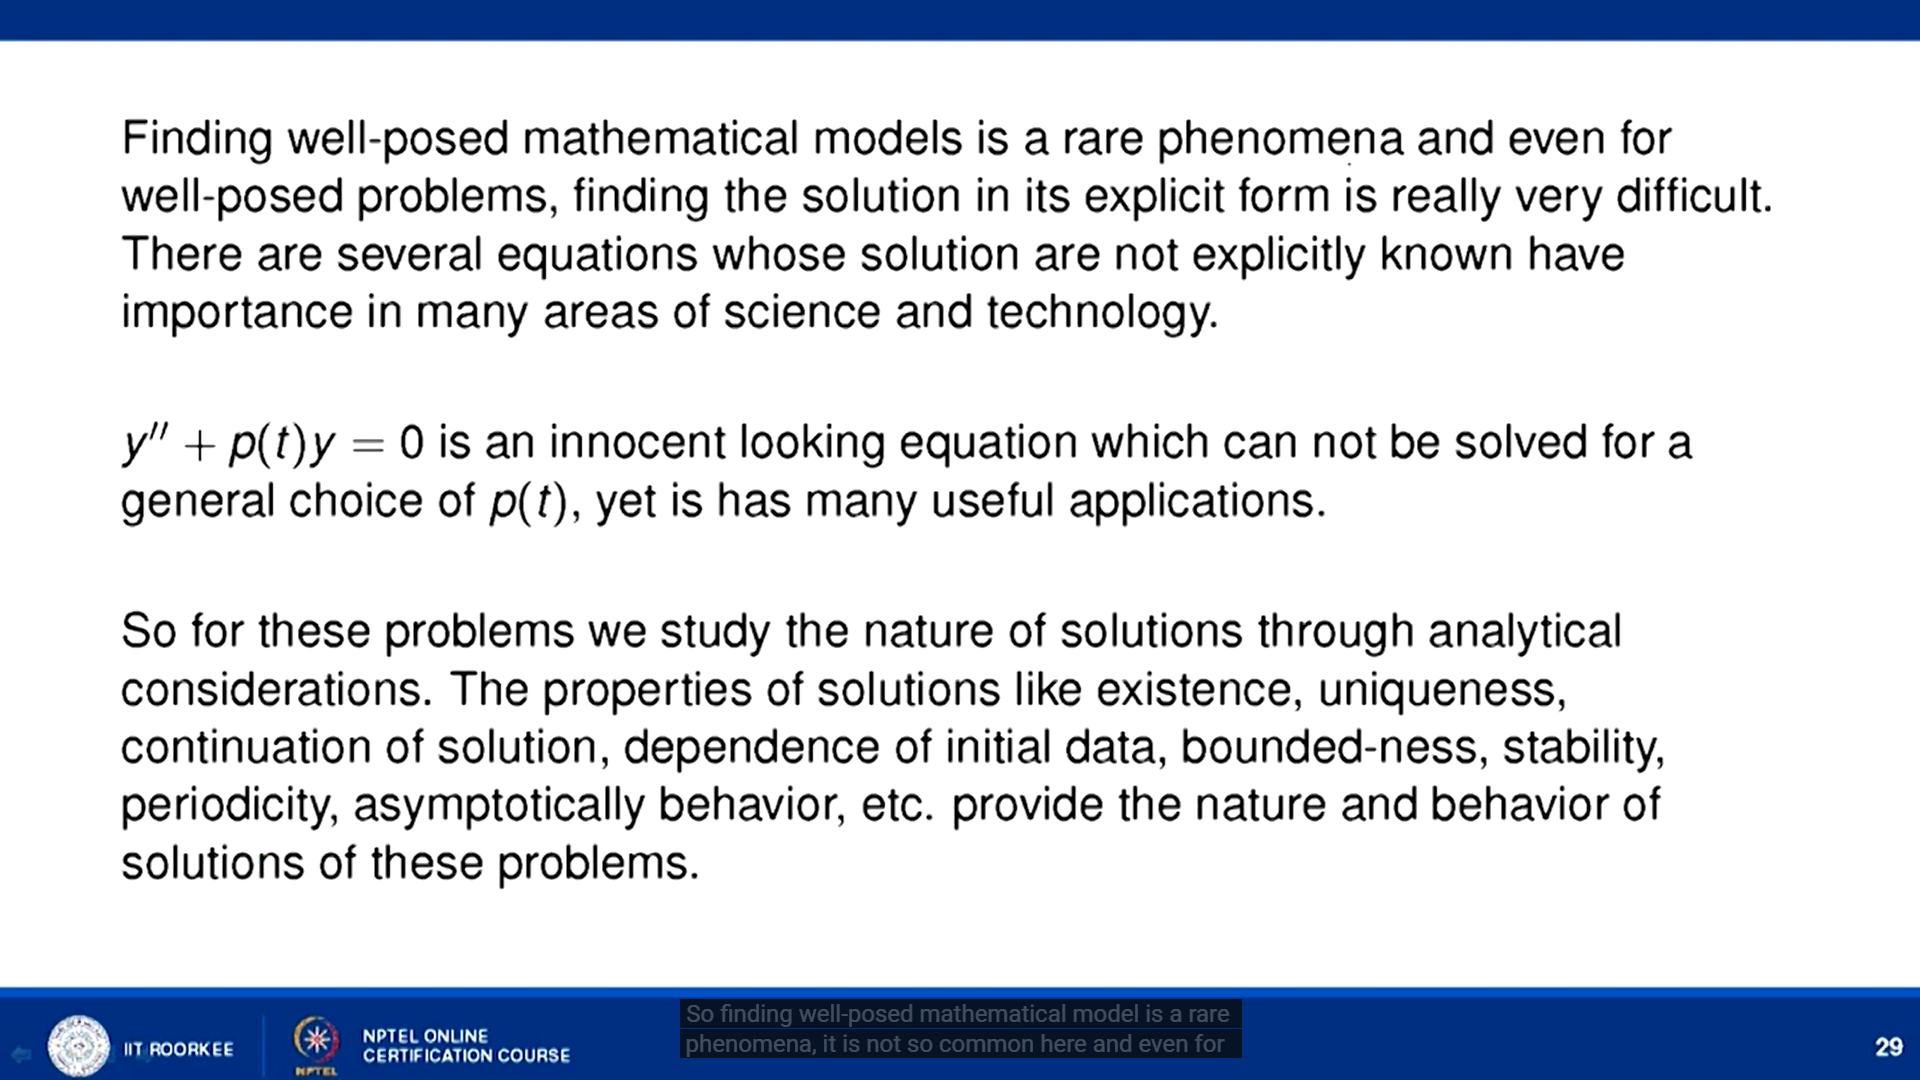 Finding well-posed mathematical models is a rare phenomena and even for
well-posed problems, finding the solution in its explicit form is really very difficult.
There are several equations whose solution are not explicitly known have
importance in many areas of science and technology.
y′′ + p(t)y = 0 is an innocent looking equation which can not be solved for a
general choice of p(t), yet is has many useful applications.
So for these problems we study the nature of solutions through analytical
considerations. The properties of solutions like existence, uniqueness,
continuation of solution, dependence of initial data, bounded-ness, stability,
periodicity, asymptotically behavior, etc. provide the nature and behavior of
solutions of these problems.
So finding well-posed mathematical model is a rare
phenomena, it is not so common here and even for
IIT ROORKEE
NPTEL
NPTEL ONLINE
CERTIFICATION COURSE
29